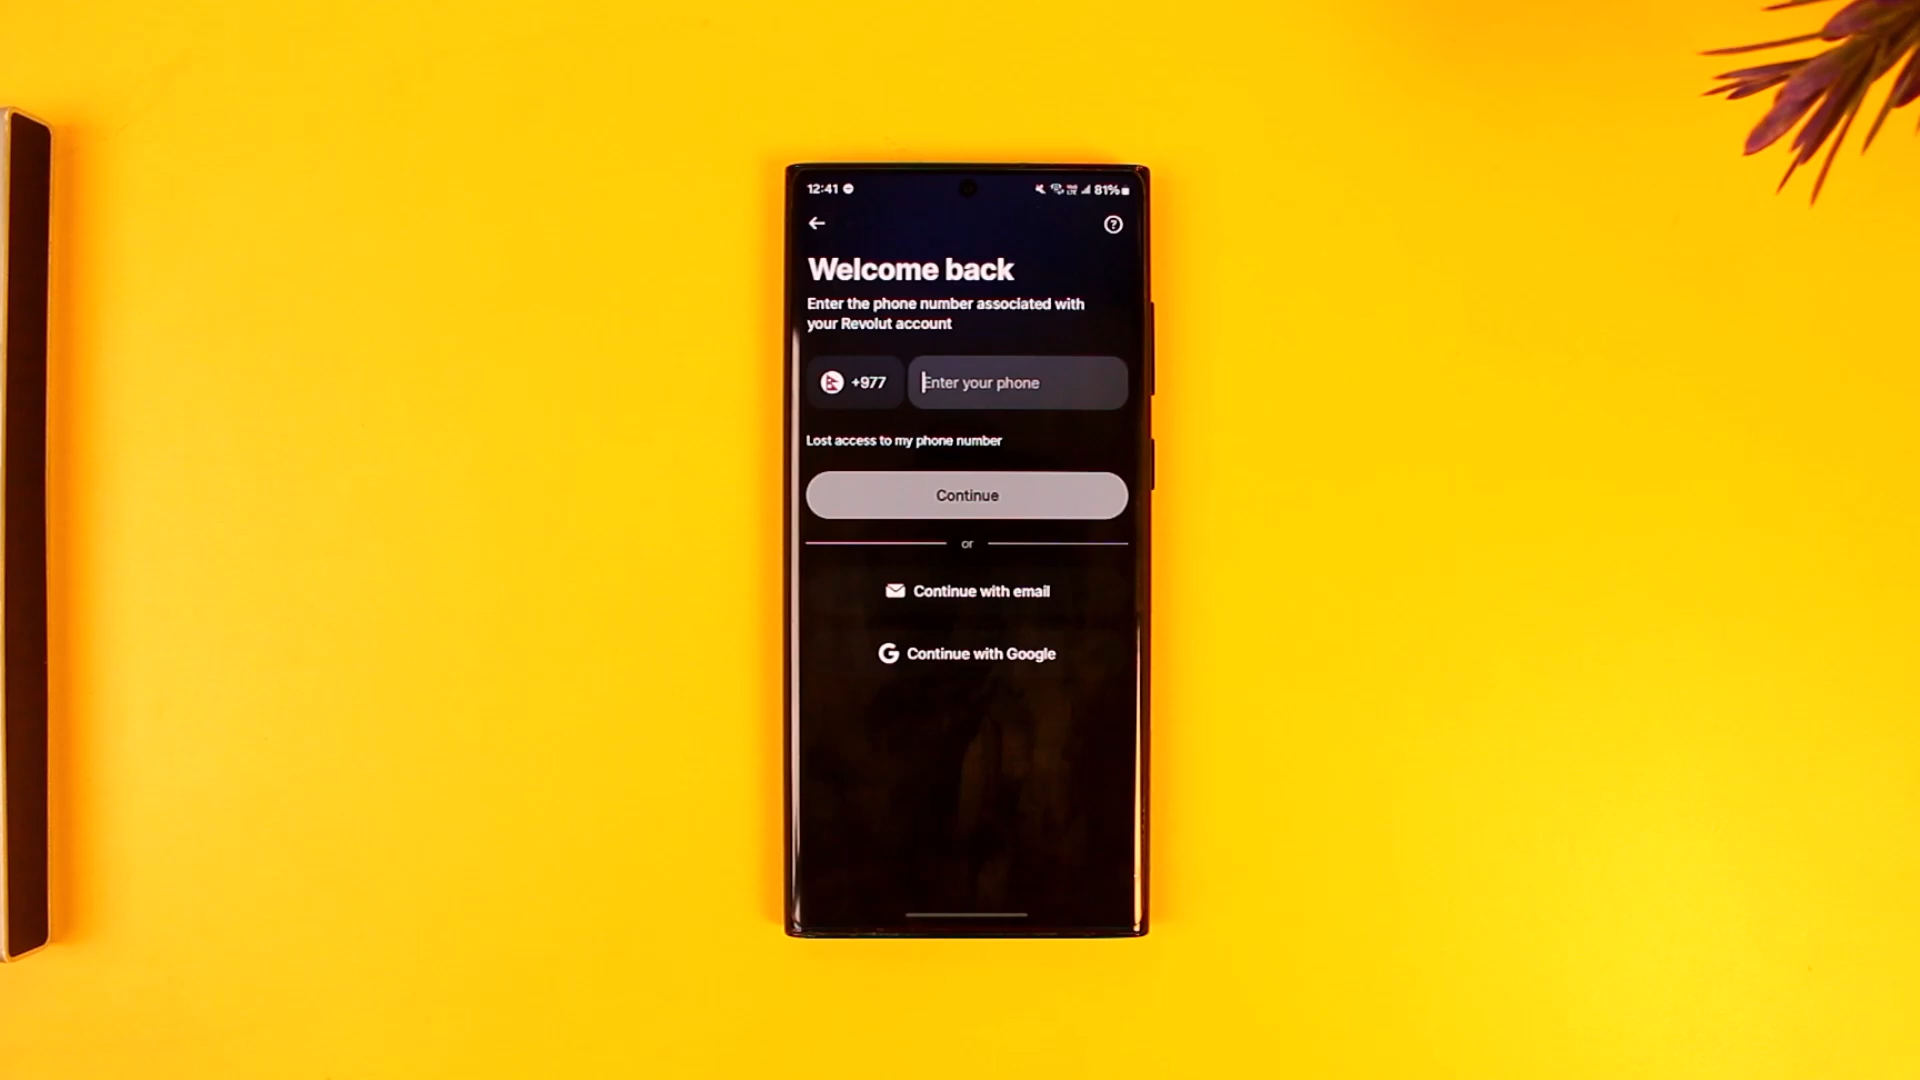 12:41
81%
Welcome back
Enter the phone number associated with
your Revolut account
+977
Enter your phone
Lost access to my phone number
Continue
or
Continue with email
Continue with Google